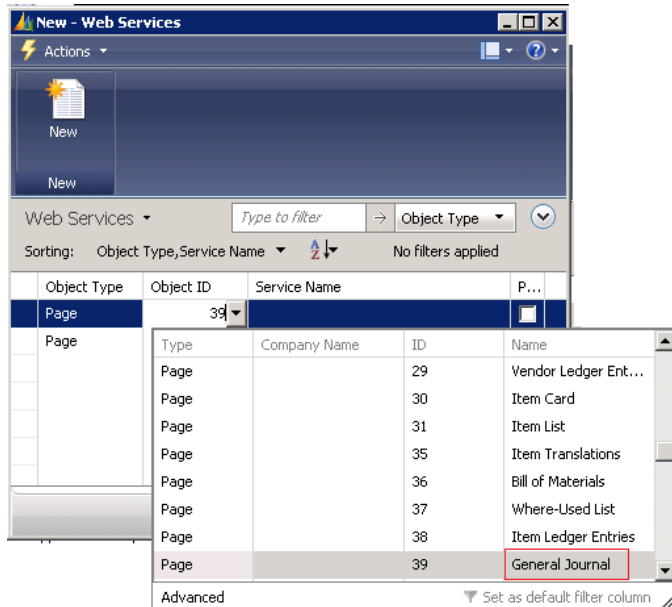 New - Web Services
Actions
New
New
Web Services Type to filter Object Type
Sorting: Object Type,Service Name No filters applied
Object Type Object ID Service Name P...
Page 39
Page
Type Company Name ID Name
Page 29 Vendor Ledger Ent...
Page 30 Item Card
Page 31 Item List
Page 35 Item Translations
Page 36 Bill of Materials
Page 37 Where-Used List
Page 38 Item Ledger Entries
Page 39 General Journal
Advanced Set as default filter column